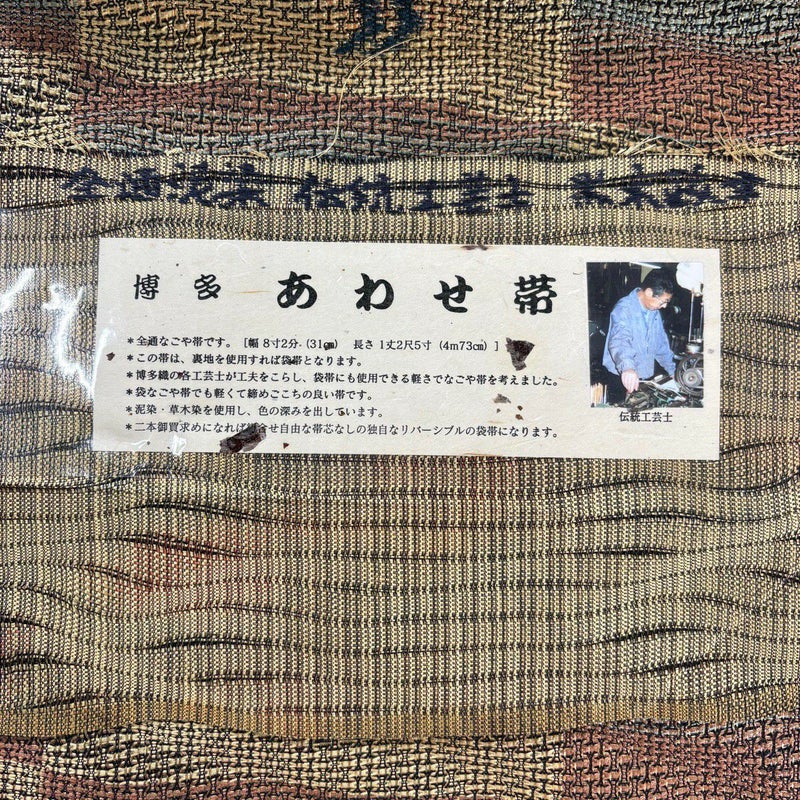 伝統工芸士
博多 あわせ帯
*全通なごや帯です。[幅 8寸2分.(31㎝) 長さ 1丈2尺5寸(4m73㎝)]
*この帯は、裏地を使用すれば袋帯となります。
*博多織の各工芸士が工夫をこらし、袋帯にも使用できる軽さでなごや帯を考えました。
*袋なごや帯でも軽くて締めごこちの良い帯です。
*泥染・草木染を使用し、色の深みを出しています。
*二本御買求めになれば 合せ自由な帯芯なしの独自なリバーシブルの袋帯になります。
伝統工芸士